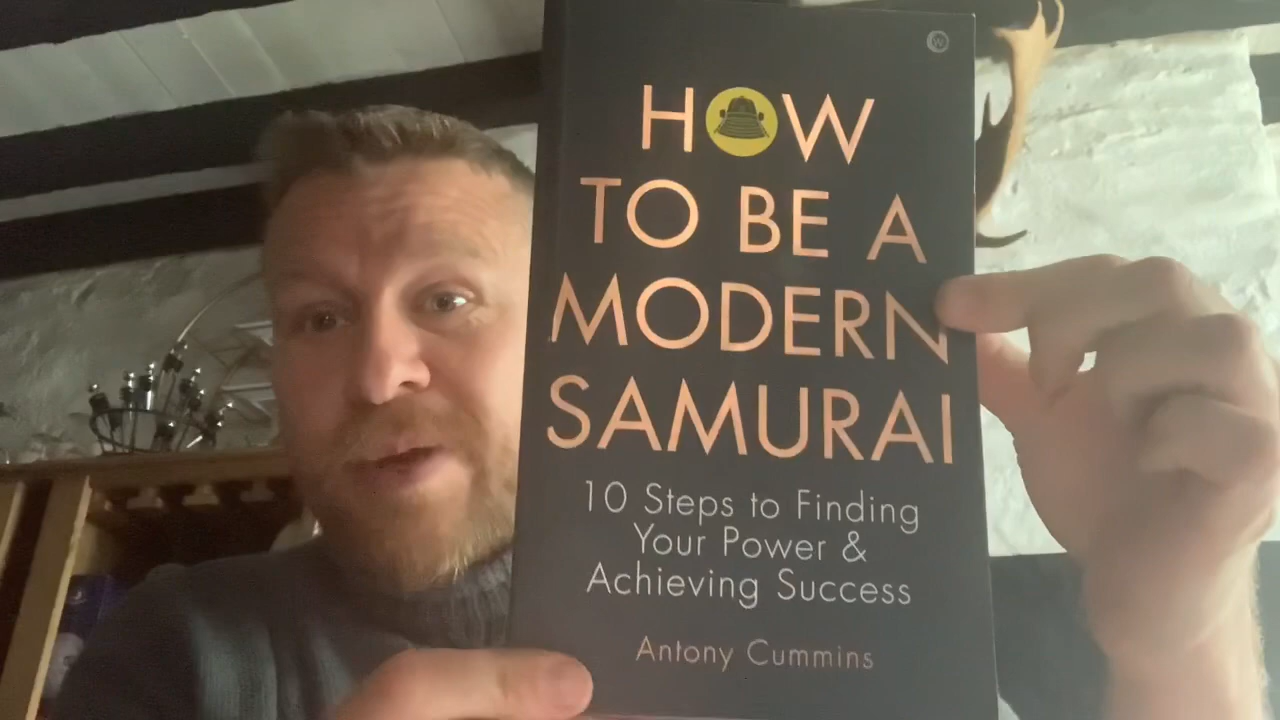 W
HOW
TO BE A
MODERN
SAMURAI
10 Steps to Finding
Your Power &
Achieving Success
Antony Cummins